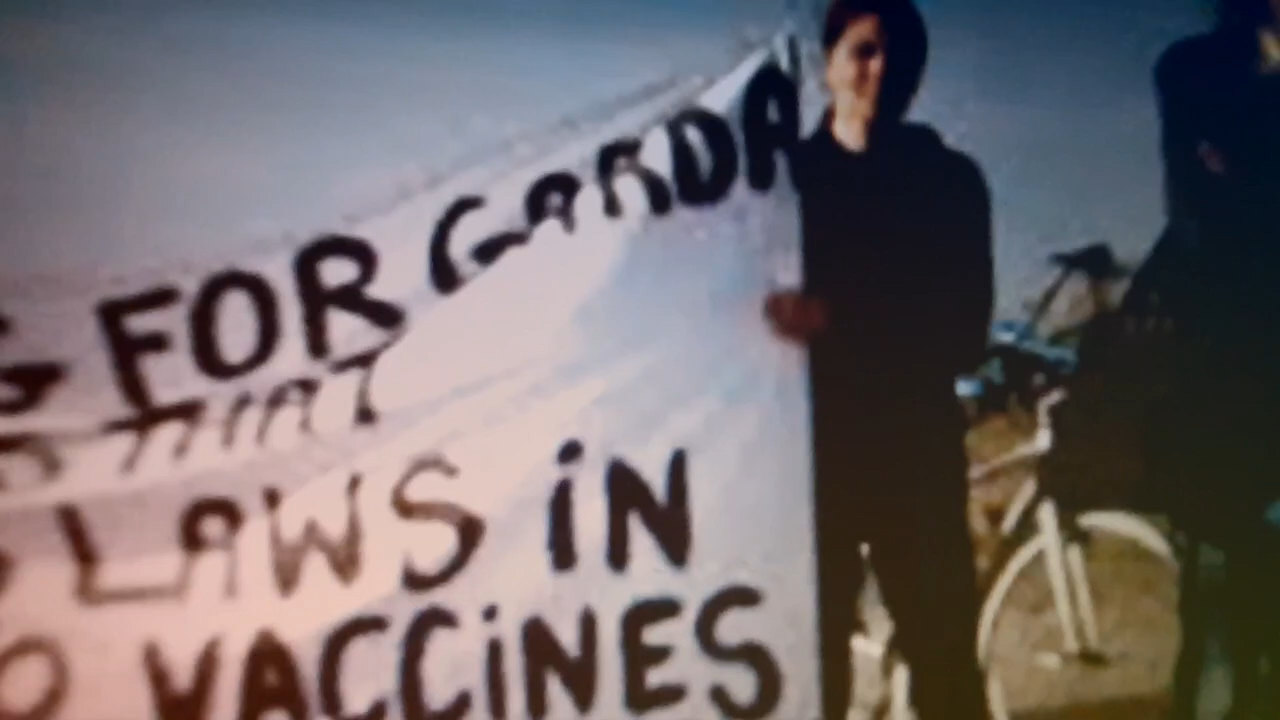 FOR GARDA
THAT
LAWS IN
VACCINES